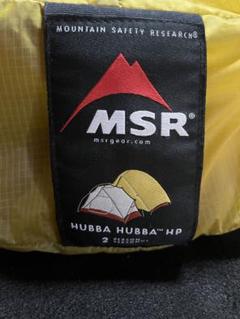 MOUNTAIN SAFETY RESEARCH®
MSR®
msrgear.com
HUBBA HUBBA™ HP
2